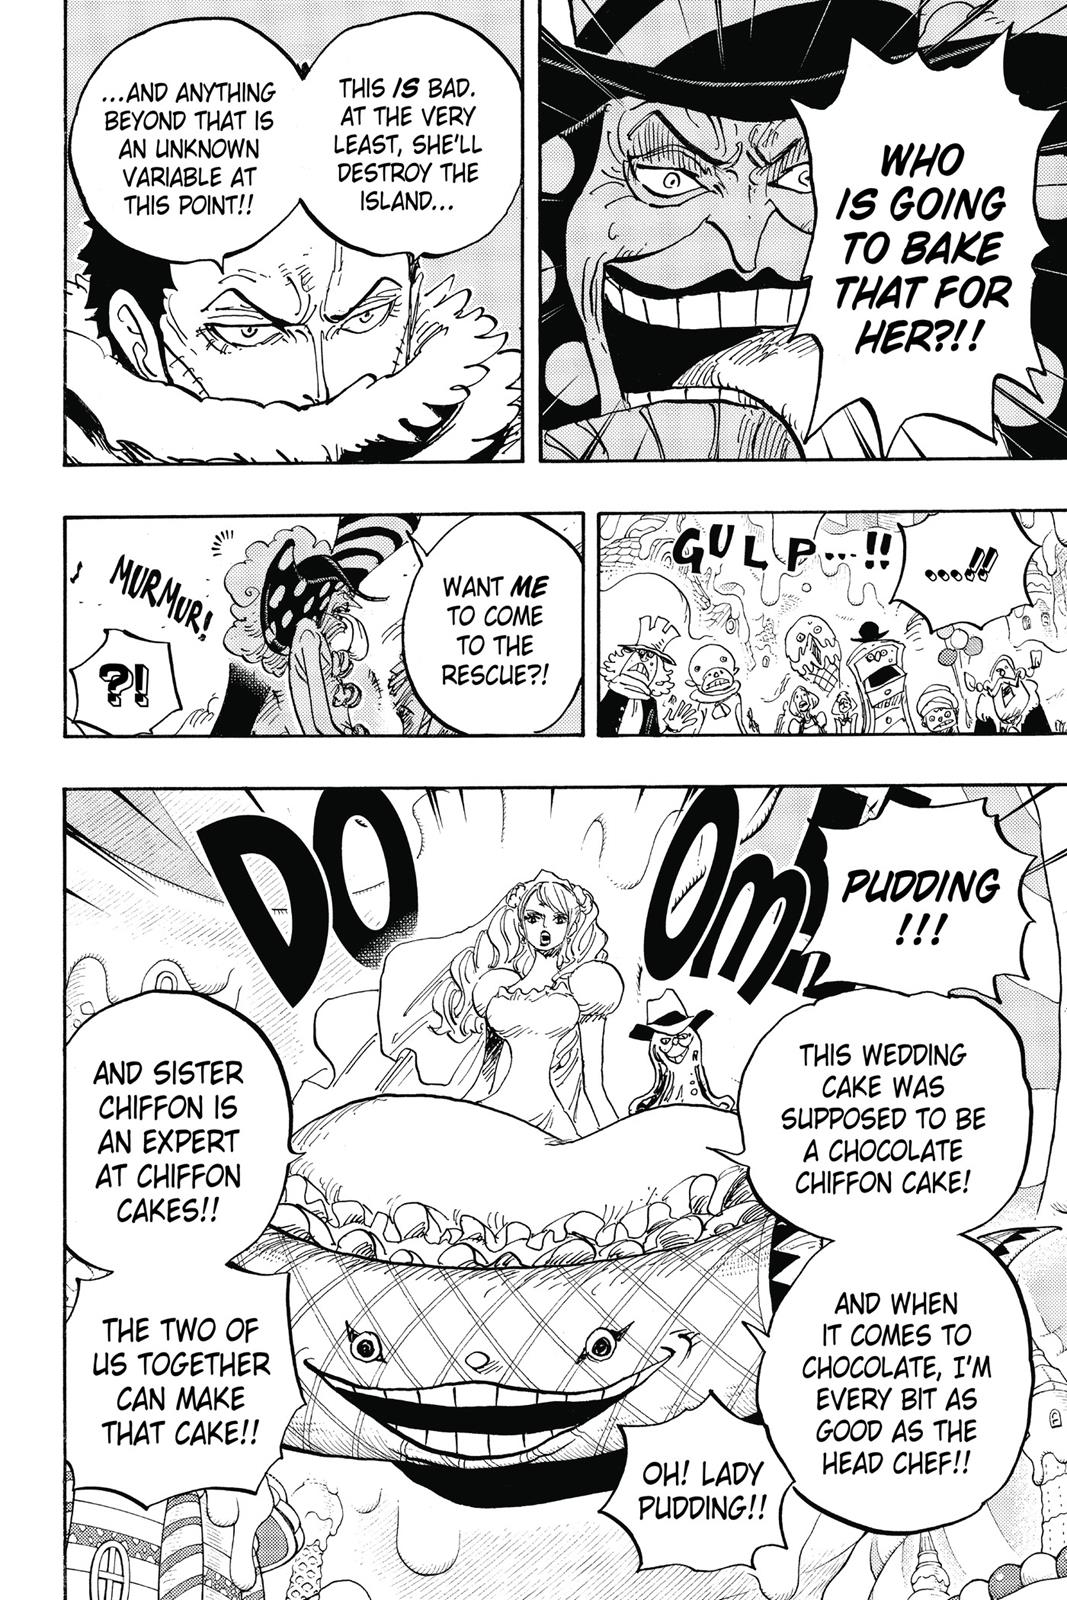 WHO
IS GOING
TO BAKE
THAT FOR
HER?!!
THIS IS BAD.
AT THE VERY
LEAST, SHE'LL
DESTROY THE
ISLAND...
...AND ANYTHING
BEYOND THAT IS
AN UNKNOWN
VARIABLE AT
THIS POINT!!
....!!
GULP...!!
WANT ME
TO COME
TO THE
RESCUE?!
MURMUR!
?!
PUDDING
!!!
DOOOM!!
THIS WEDDING
CAKE WAS
SUPPOSED TO BE
A CHOCOLATE
CHIFFON CAKE!
AND WHEN
IT COMES TO
CHOCOLATE, I'M
EVERY BIT AS
GOOD AS THE
HEAD CHEF!!
OH! LADY
PUDDING!!
AND SISTER
CHIFFON IS
AN EXPERT
AT CHIFFON
CAKES!!
THE TWO OF
US TOGETHER
CAN MAKE
THAT CAKE!!